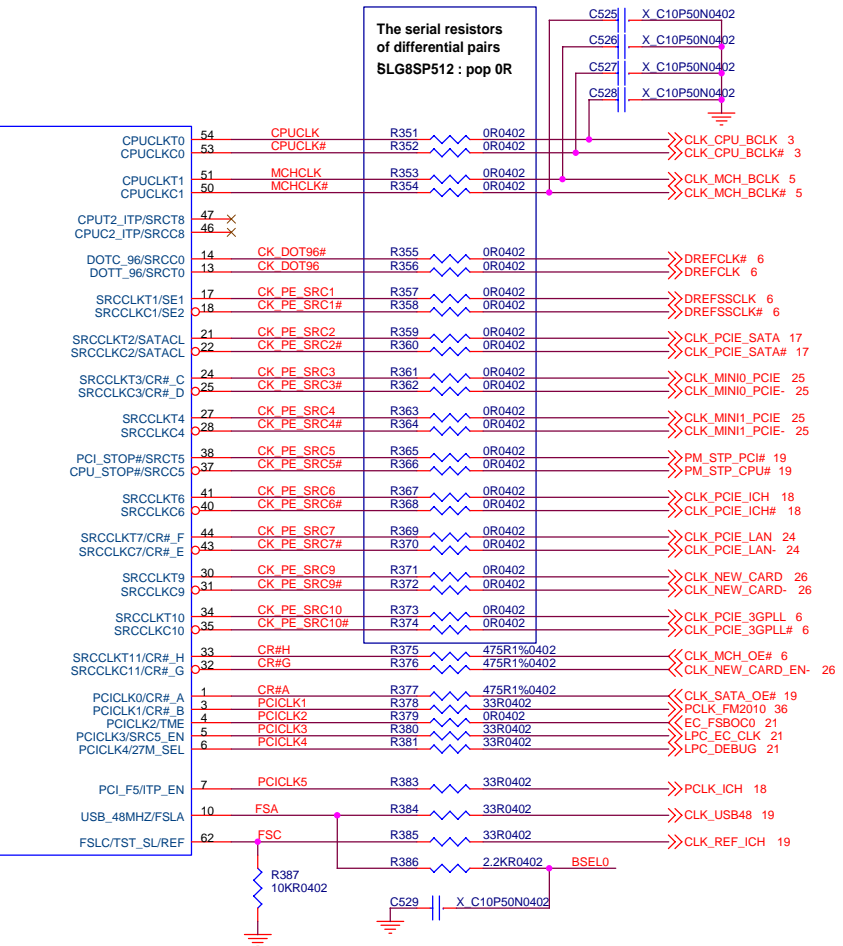 The serial resistors
of differential pairs
SLG8SP512 : pop 0R
C525 X_C10P50N0402
C526 X_C10P50N0402
C527 X_C10P50N0402
C528 X_C10P50N0402
CPUCLKT0 54 CPUCLK R351 0R0402 CLK_CPU_BCLK 3
CPUCLKC0 53 CPUCLK# R352 0R0402 CLK_CPU_BCLK# 3
CPUCLKT1 51 MCHCLK R353 0R0402 CLK_MCH_BCLK 5
CPUCLKC1 50 MCHCLK# R354 0R0402 CLK_MCH_BCLK# 5
CPUT2_ITP/SRCT8 47
CPUC2_ITP/SRCC8 46
DOTC_96/SRCC0 14 CK_DOT96# R355 0R0402 DREFCLK# 6
DOTT_96/SRCT0 13 CK_DOT96 R356 0R0402 DREFCLK 6
SRCCLKT1/SE1 17 CK_PE_SRC1 R357 0R0402 DREFSSCLK 6
SRCCLKC1/SE2 18 CK_PE_SRC1# R358 0R0402 DREFSSCLK# 6
SRCCLKT2/SATACL 21 CK_PE_SRC2 R359 0R0402 CLK_PCIE_SATA 17
SRCCLKC2/SATACL 22 CK_PE_SRC2# R360 0R0402 CLK_PCIE_SATA# 17
SRCCLKT3/CR#_C 24 CK_PE_SRC3 R361 0R0402 CLK_MINI0_PCIE 25
SRCCLKC3/CR#_D 25 CK_PE_SRC3# R362 0R0402 CLK_MINI0_PCIE- 25
SRCCLKT4 27 CK_PE_SRC4 R363 0R0402 CLK_MINI1_PCIE 25
SRCCLKC4 28 CK_PE_SRC4# R364 0R0402 CLK_MINI1_PCIE- 25
PCI_STOP#/SRCT5 38 CK_PE_SRC5 R365 0R0402 PM_STP_PCI# 19
CPU_STOP#/SRCC5 37 CK_PE_SRC5# R366 0R0402 PM_STP_CPU# 19
SRCCLKT6 41 CK_PE_SRC6 R367 0R0402 CLK_PCIE_ICH 18
SRCCLKC6 40 CK_PE_SRC6# R368 0R0402 CLK_PCIE_ICH# 18
SRCCLKT7/CR#_F 44 CK_PE_SRC7 R369 0R0402 CLK_PCIE_LAN 24
SRCCLKC7/CR#_E 43 CK_PE_SRC7# R370 0R0402 CLK_PCIE_LAN- 24
SRCCLKT9 30 CK_PE_SRC9 R371 0R0402 CLK_NEW_CARD 26
SRCCLKC9 31 CK_PE_SRC9# R372 0R0402 CLK_NEW_CARD- 26
SRCCLKT10 34 CK_PE_SRC10 R373 0R0402 CLK_PCIE_3GPLL 6
SRCCLKC10 35 CK_PE_SRC10# R374 0R0402 CLK_PCIE_3GPLL# 6
SRCCLKT11/CR#_H 33 CR#H R375 475R1%0402 CLK_MCH_OE# 6
SRCCLKC11/CR#_G 32 CR#G R376 475R1%0402 CLK_NEW_CARD_EN- 26
PCICLK0/CR#_A 1 CR#A R377 475R1%0402 CLK_SATA_OE# 19
PCICLK1/CR#_B 3 PCICLK1 R378 33R0402 PCLK_FM2010 36
PCICLK2/TME 4 PCICLK2 R379 0R0402 EC_FSBOC0 21
PCICLK3/SRC5_EN 5 PCICLK3 R380 33R0402 LPC_EC_CLK 21
PCICLK4/27M_SEL 6 PCICLK4 R381 33R0402 LPC_DEBUG 21
PCI_F5/ITP_EN 7 PCICLK5 R383 33R0402 PCLK_ICH 18
USB_48MHZ/FSLA 10 FSA R384 33R0402 CLK_USB48 19
FSLC/TST_SL/REF 62 FSC R385 33R0402 CLK_REF_ICH 19
R386 2.2KR0402 BSEL0
R387
10KR0402
C529 X_C10P50N0402